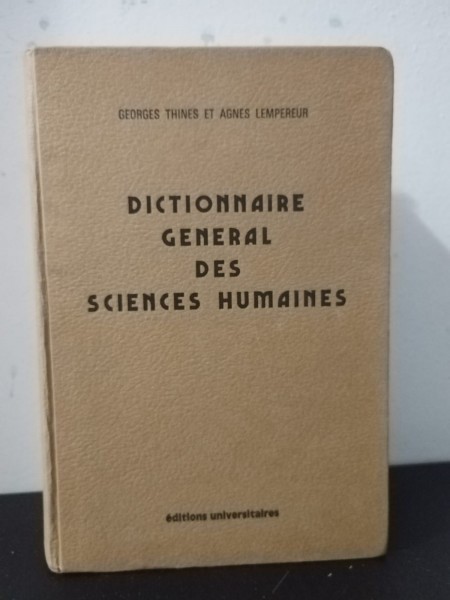 GEORGES THINES ET AGNES LEMPEREUR
DICTIONNAIRE
GENERAL
DES
SCIENCES HUMAINES
éditions universitaires